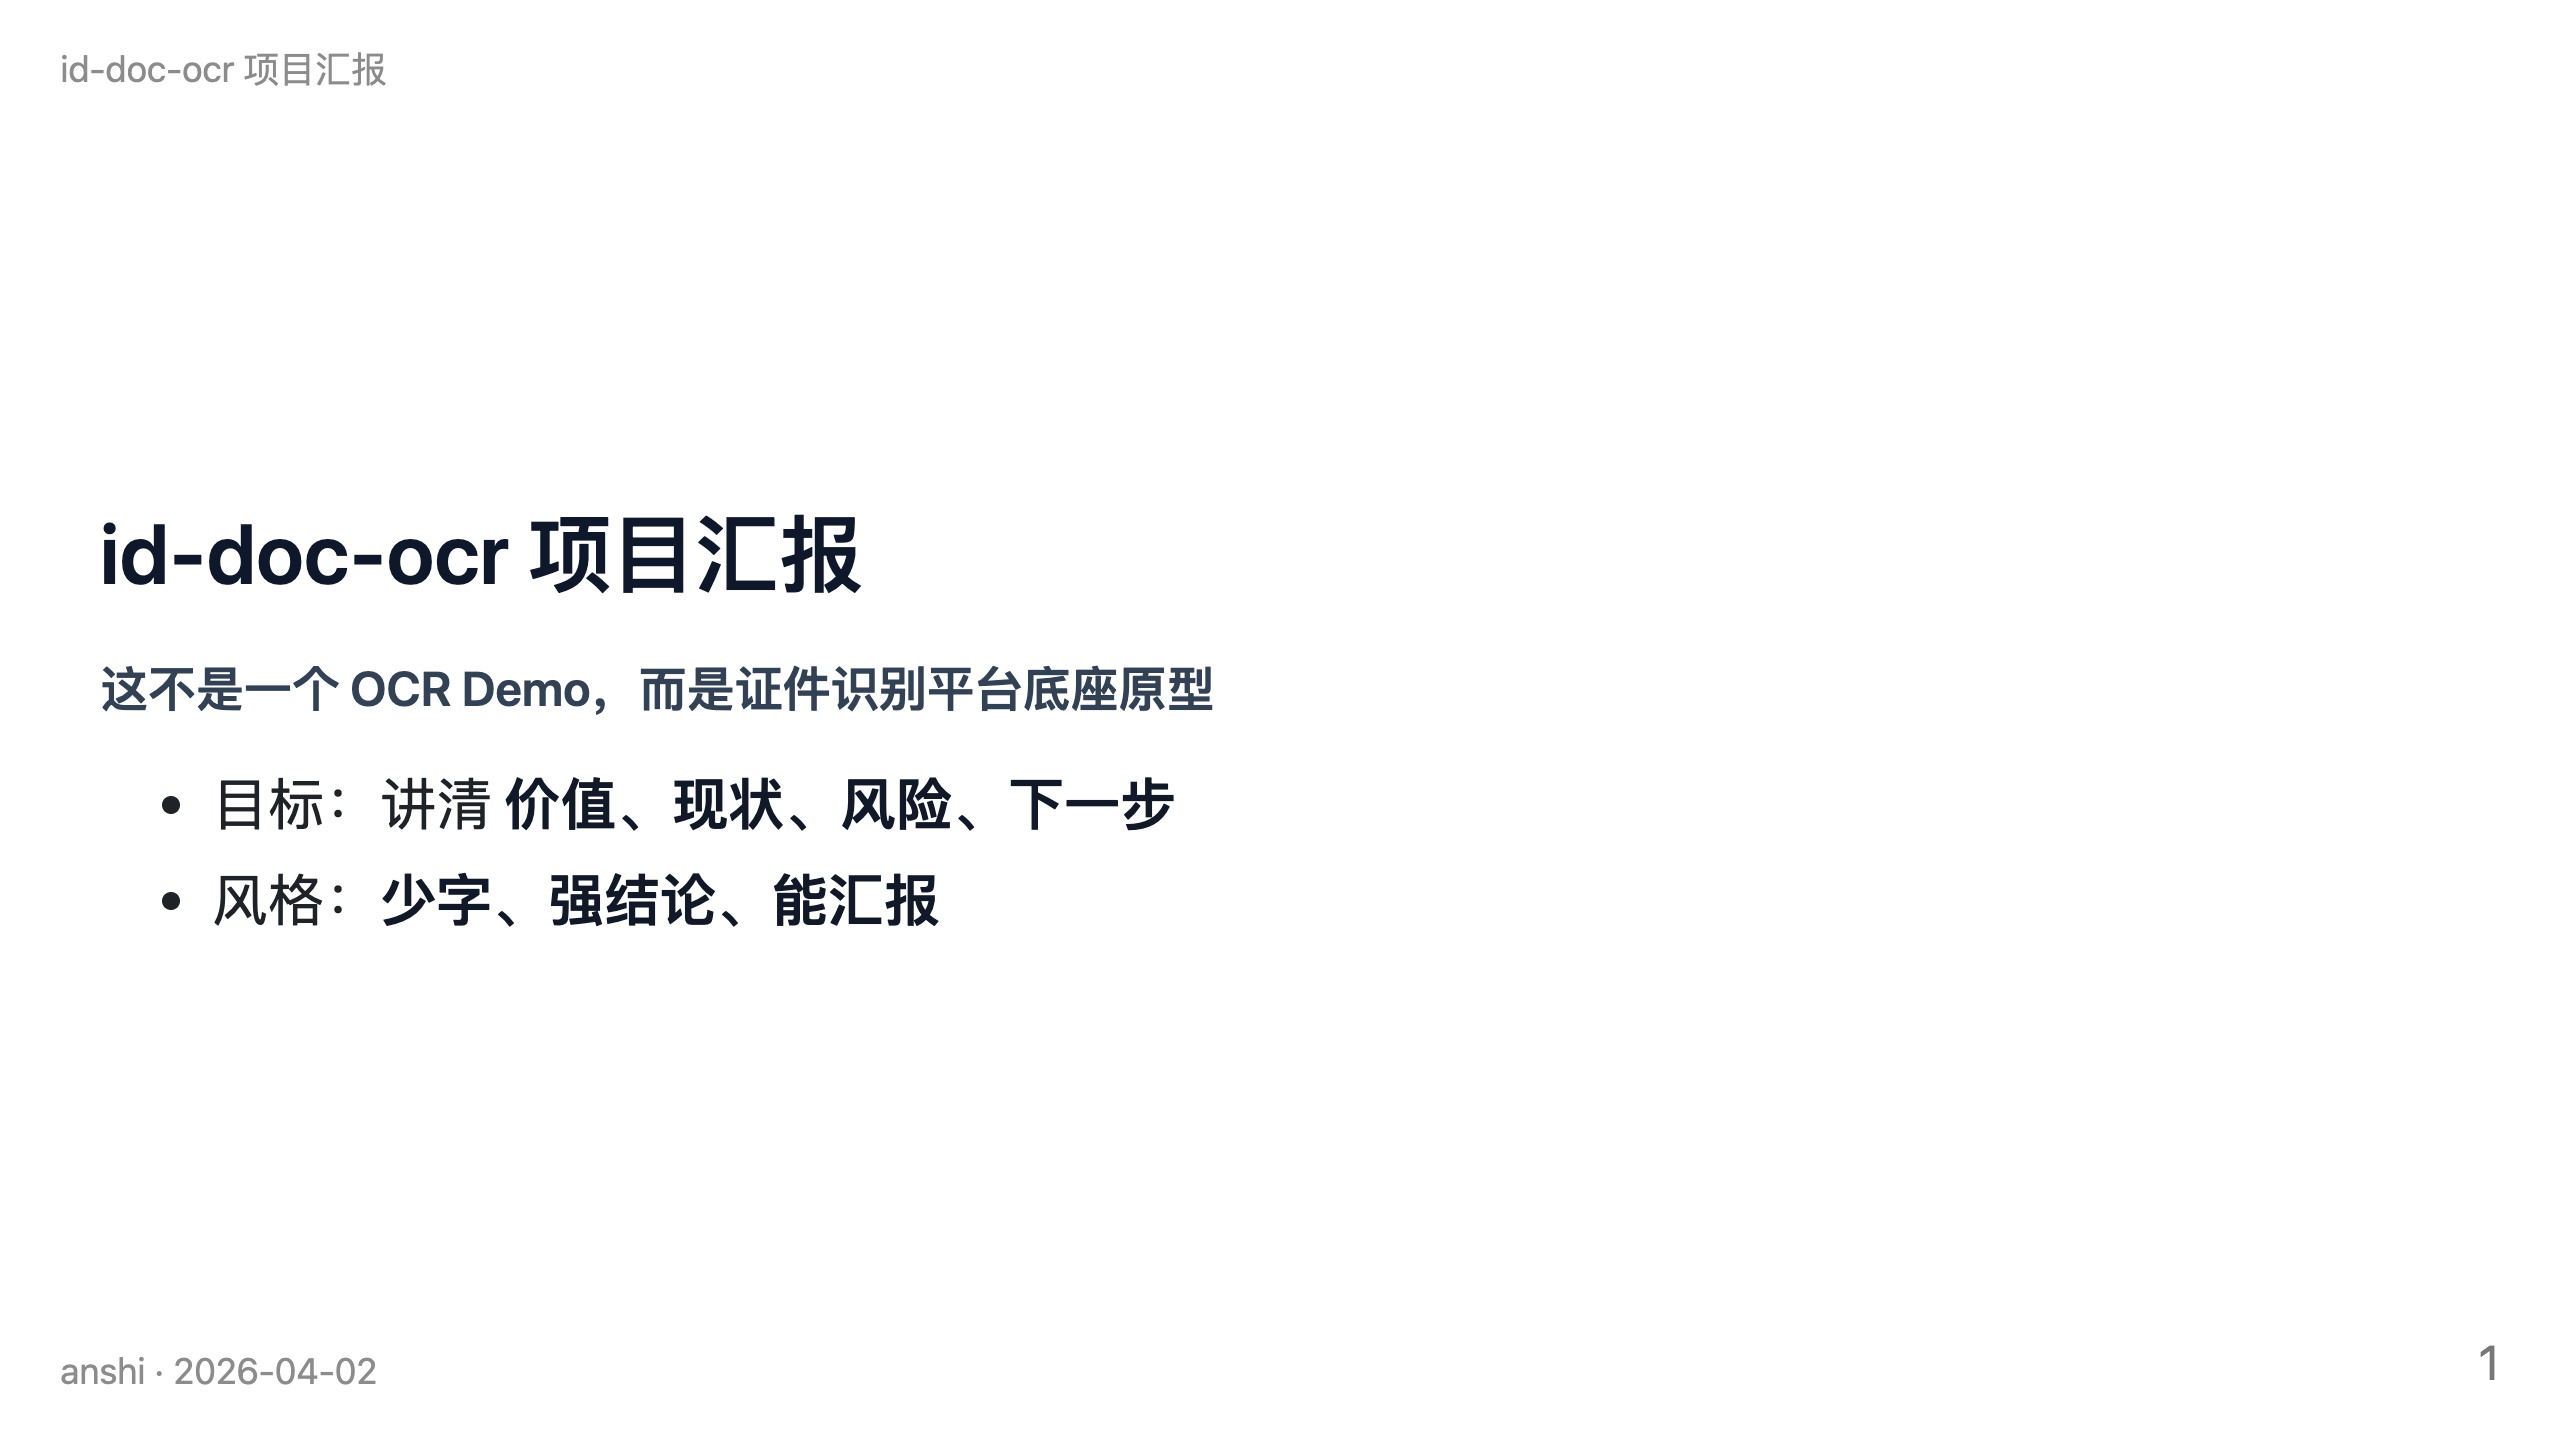 id-doc-ocr 项目汇报
id-doc-ocr 项目汇报
这不是一个 OCR Demo，而是证件识别平台底座原型
• 目标：讲清 价值、现状、风险、下一步
• 风格：少字、强结论、能汇报
anshi · 2026-04-02
1